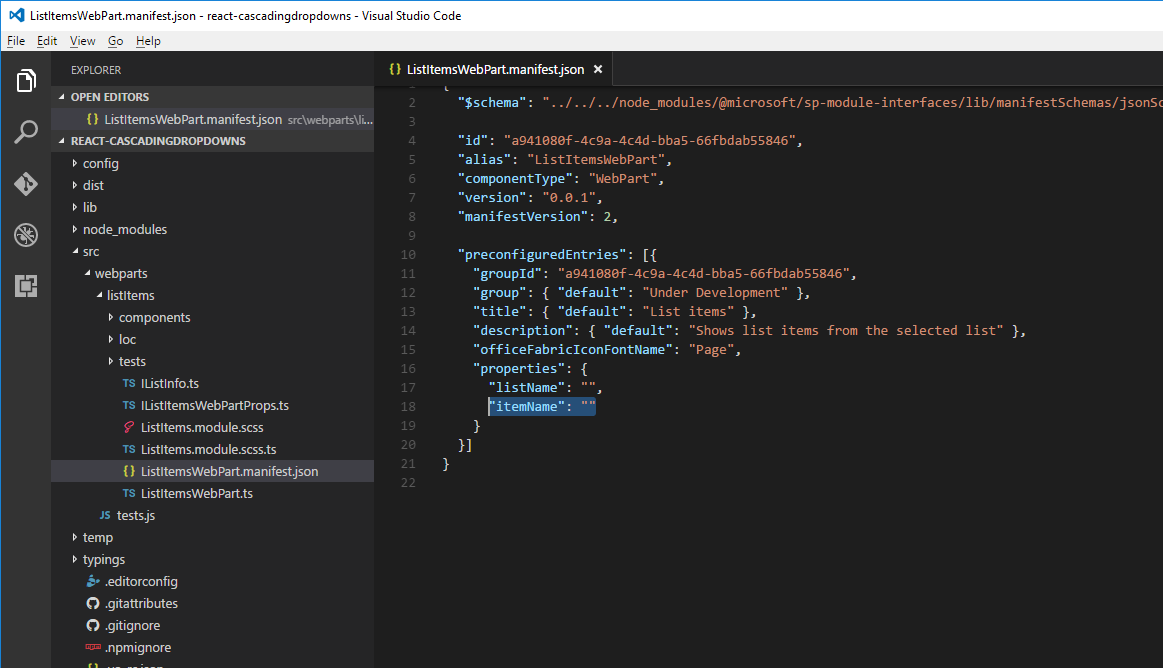 ListItemsWebPart.manifest.json - react-cascadingdropdowns - Visual Studio Code
File Edit View Go Help
EXPLORER
OPEN EDITORS
{} ListItemsWebPart.manifest.json src\webparts\li...
REACT-CASCADINGDROPDOWNS
config
dist
lib
node_modules
src
webparts
listItems
components
loc
tests
TS IListInfo.ts
TS IListItemsWebPartProps.ts
ListItems.module.scss
TS ListItems.module.scss.ts
{} ListItemsWebPart.manifest.json
TS ListItemsWebPart.ts
JS tests.js
temp
typings
.editorconfig
.gitattributes
.gitignore
npm .npmignore
{} ListItemsWebPart.manifest.json ×
1 {
2 "$schema": "../../../node_modules/@microsoft/sp-module-interfaces/lib/manifestSchemas/jsonSc
3
4 "id": "a941080f-4c9a-4c4d-bba5-66fbdab55846",
5 "alias": "ListItemsWebPart",
6 "componentType": "WebPart",
7 "version": "0.0.1",
8 "manifestVersion": 2,
9
10 "preconfiguredEntries": [{
11 "groupId": "a941080f-4c9a-4c4d-bba5-66fbdab55846",
12 "group": { "default": "Under Development" },
13 "title": { "default": "List items" },
14 "description": { "default": "Shows list items from the selected list" },
15 "officeFabricIconFontName": "Page",
16 "properties": {
17 "listName": "",
18 "itemName": ""
19 }
20 }]
21 }
22